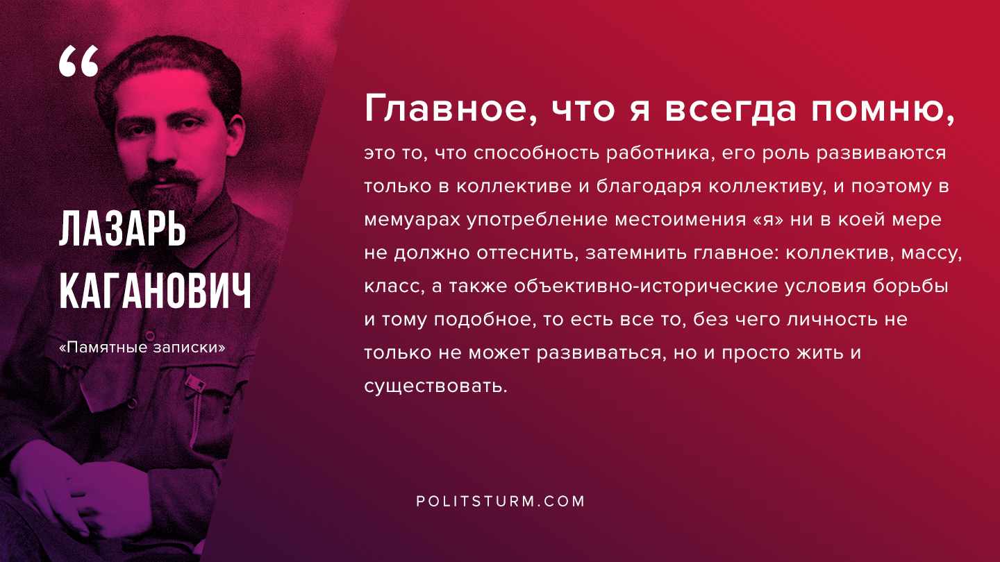 “
ЛАЗАРЬ
КАГАНОВИЧ
«Памятные записки»
Главное, что я всегда помню,
это то, что способность работника, его роль развиваются
только в коллективе и благодаря коллективу, и поэтому в
мемуарах употребление местоимения «я» ни в коей мере
не должно оттеснить, затемнить главное: коллектив, массу,
класс, а также объективно-исторические условия борьбы
и тому подобное, то есть все то, без чего личность не
только не может развиваться, но и просто жить и
существовать.
POLITSTURM.COM